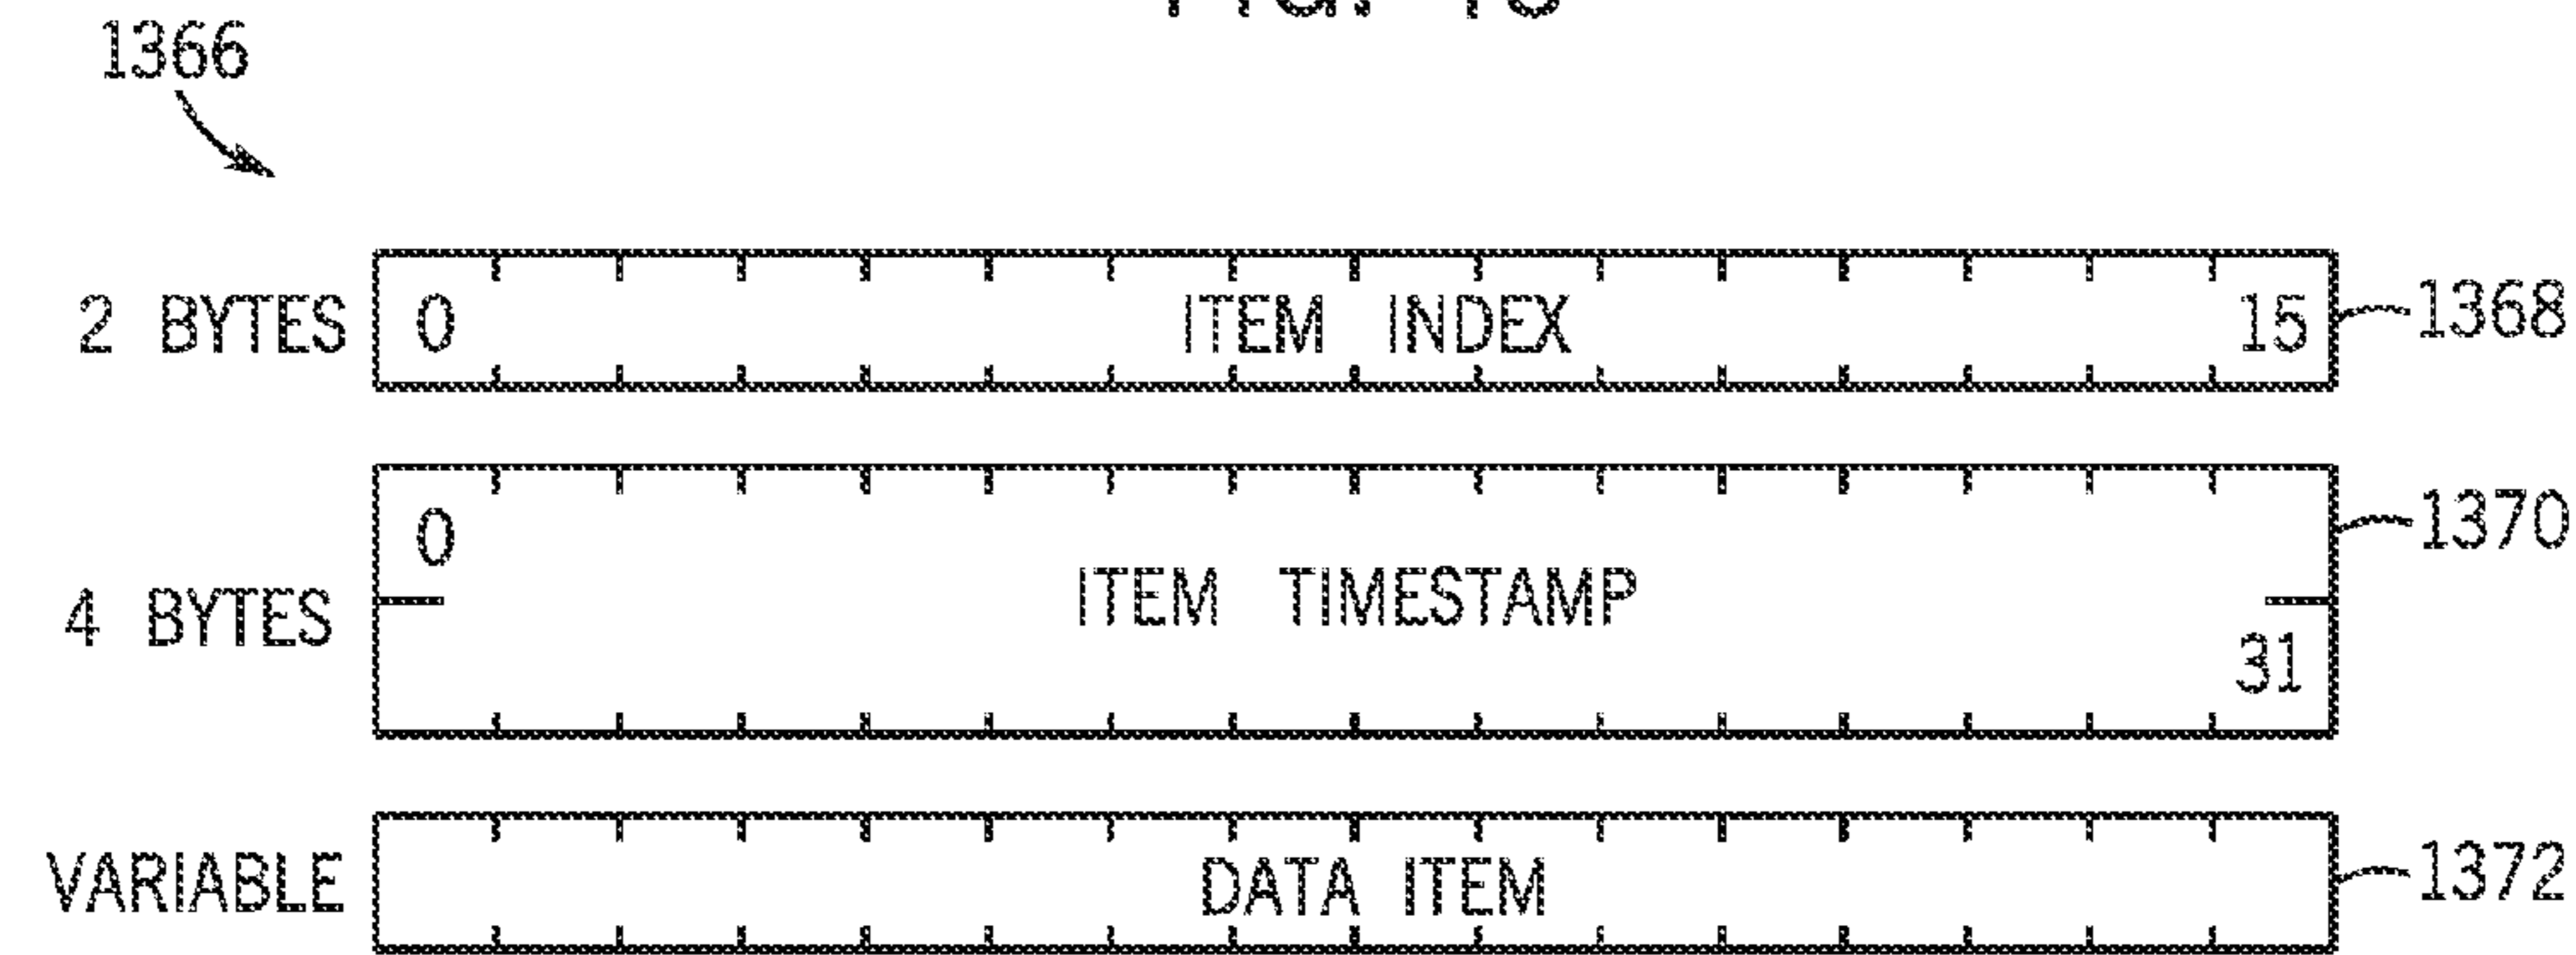 1366
2 BYTES 0 ITEM INDEX 15 1368
0 1370
4 BYTES ITEM TIMESTAMP
31
VARIABLE DATA ITEM 1372